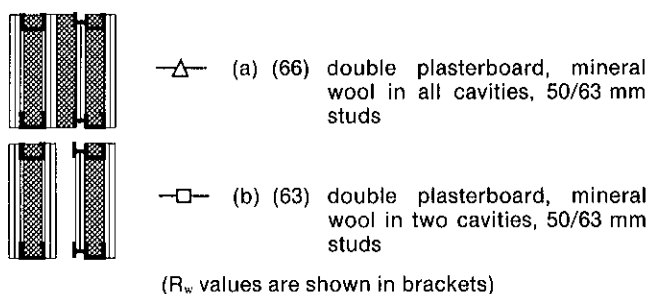 (a) (66) double plasterboard, mineral
wool in all cavities, 50/63 mm
studs
(b) (63) double plasterboard, mineral
wool in two cavities, 50/63 mm
studs
(Rw values are shown in brackets)